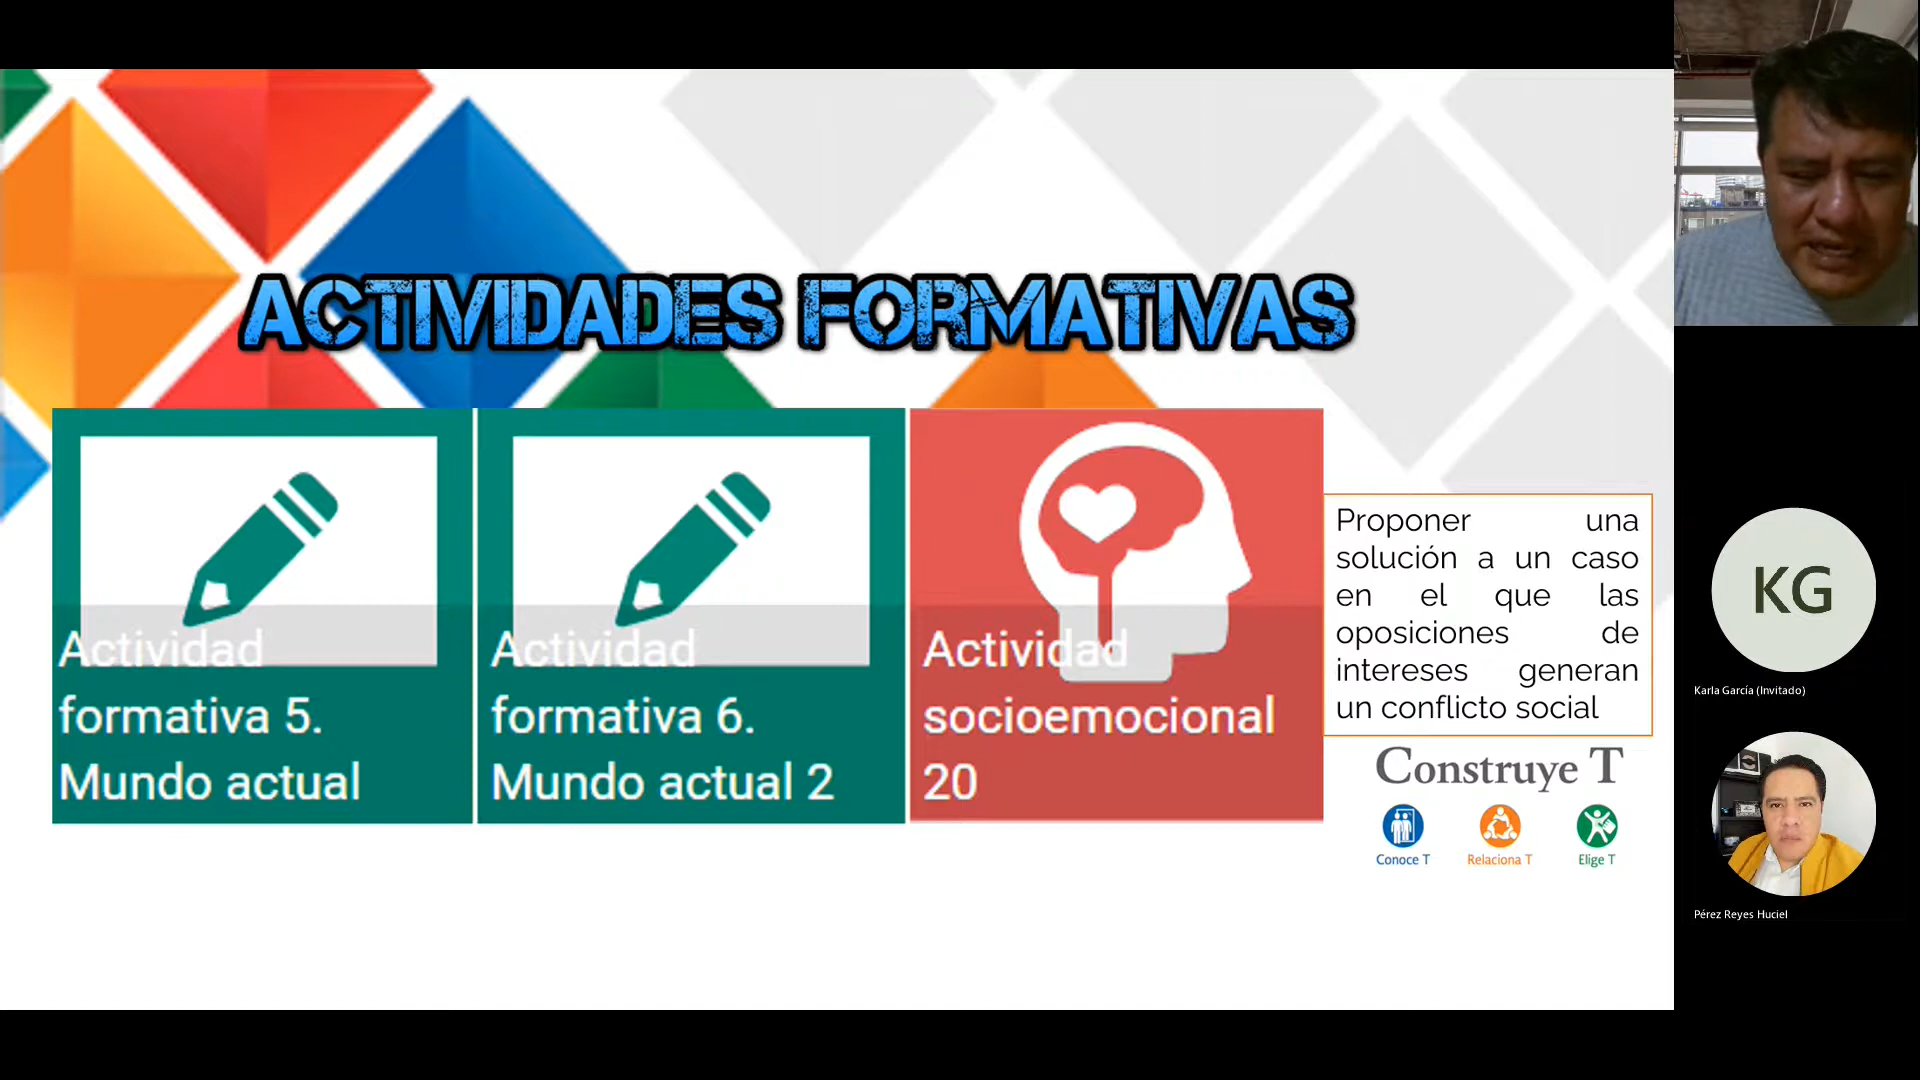 ACTIVIDADES FORMATIVAS
Actividad
formativa 5.
Mundo actual
Actividad
formativa 6.
Mundo actual 2
Actividad
socioemocional
20
Proponer una
solución a un caso
en el que las
oposiciones de
intereses generan
un conflicto social
Construye T
Conoce T
Relaciona T
Elige T
KG
Karla García (Invitado)
Pérez Reyes Huciel